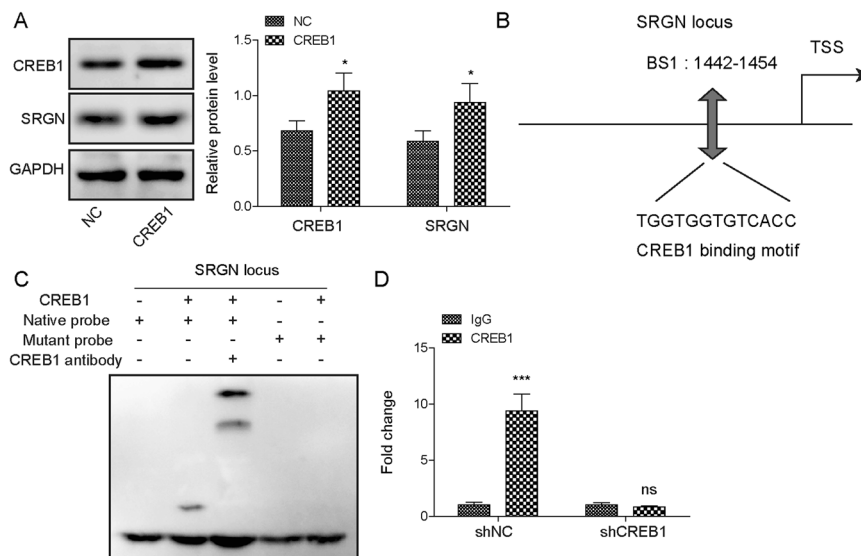 A
CREB1
SRGN
GAPDH
NC
CREB1
NC
CREB1
Relative protein level
1.5
1.0
0.5
0.0
*
*
CREB1
SRGN
B
SRGN locus
TSS
BS1 : 1442-1454
TGGTGGTGTCACC
CREB1 binding motif
C
SRGN locus
CREB1 - + + - +
Native probe + + + - -
Mutant probe - - - + +
CREB1 antibody - - + - -
D
IgG
CREB1
Fold change
15
10
5
0
***
ns
shNC
shCREB1